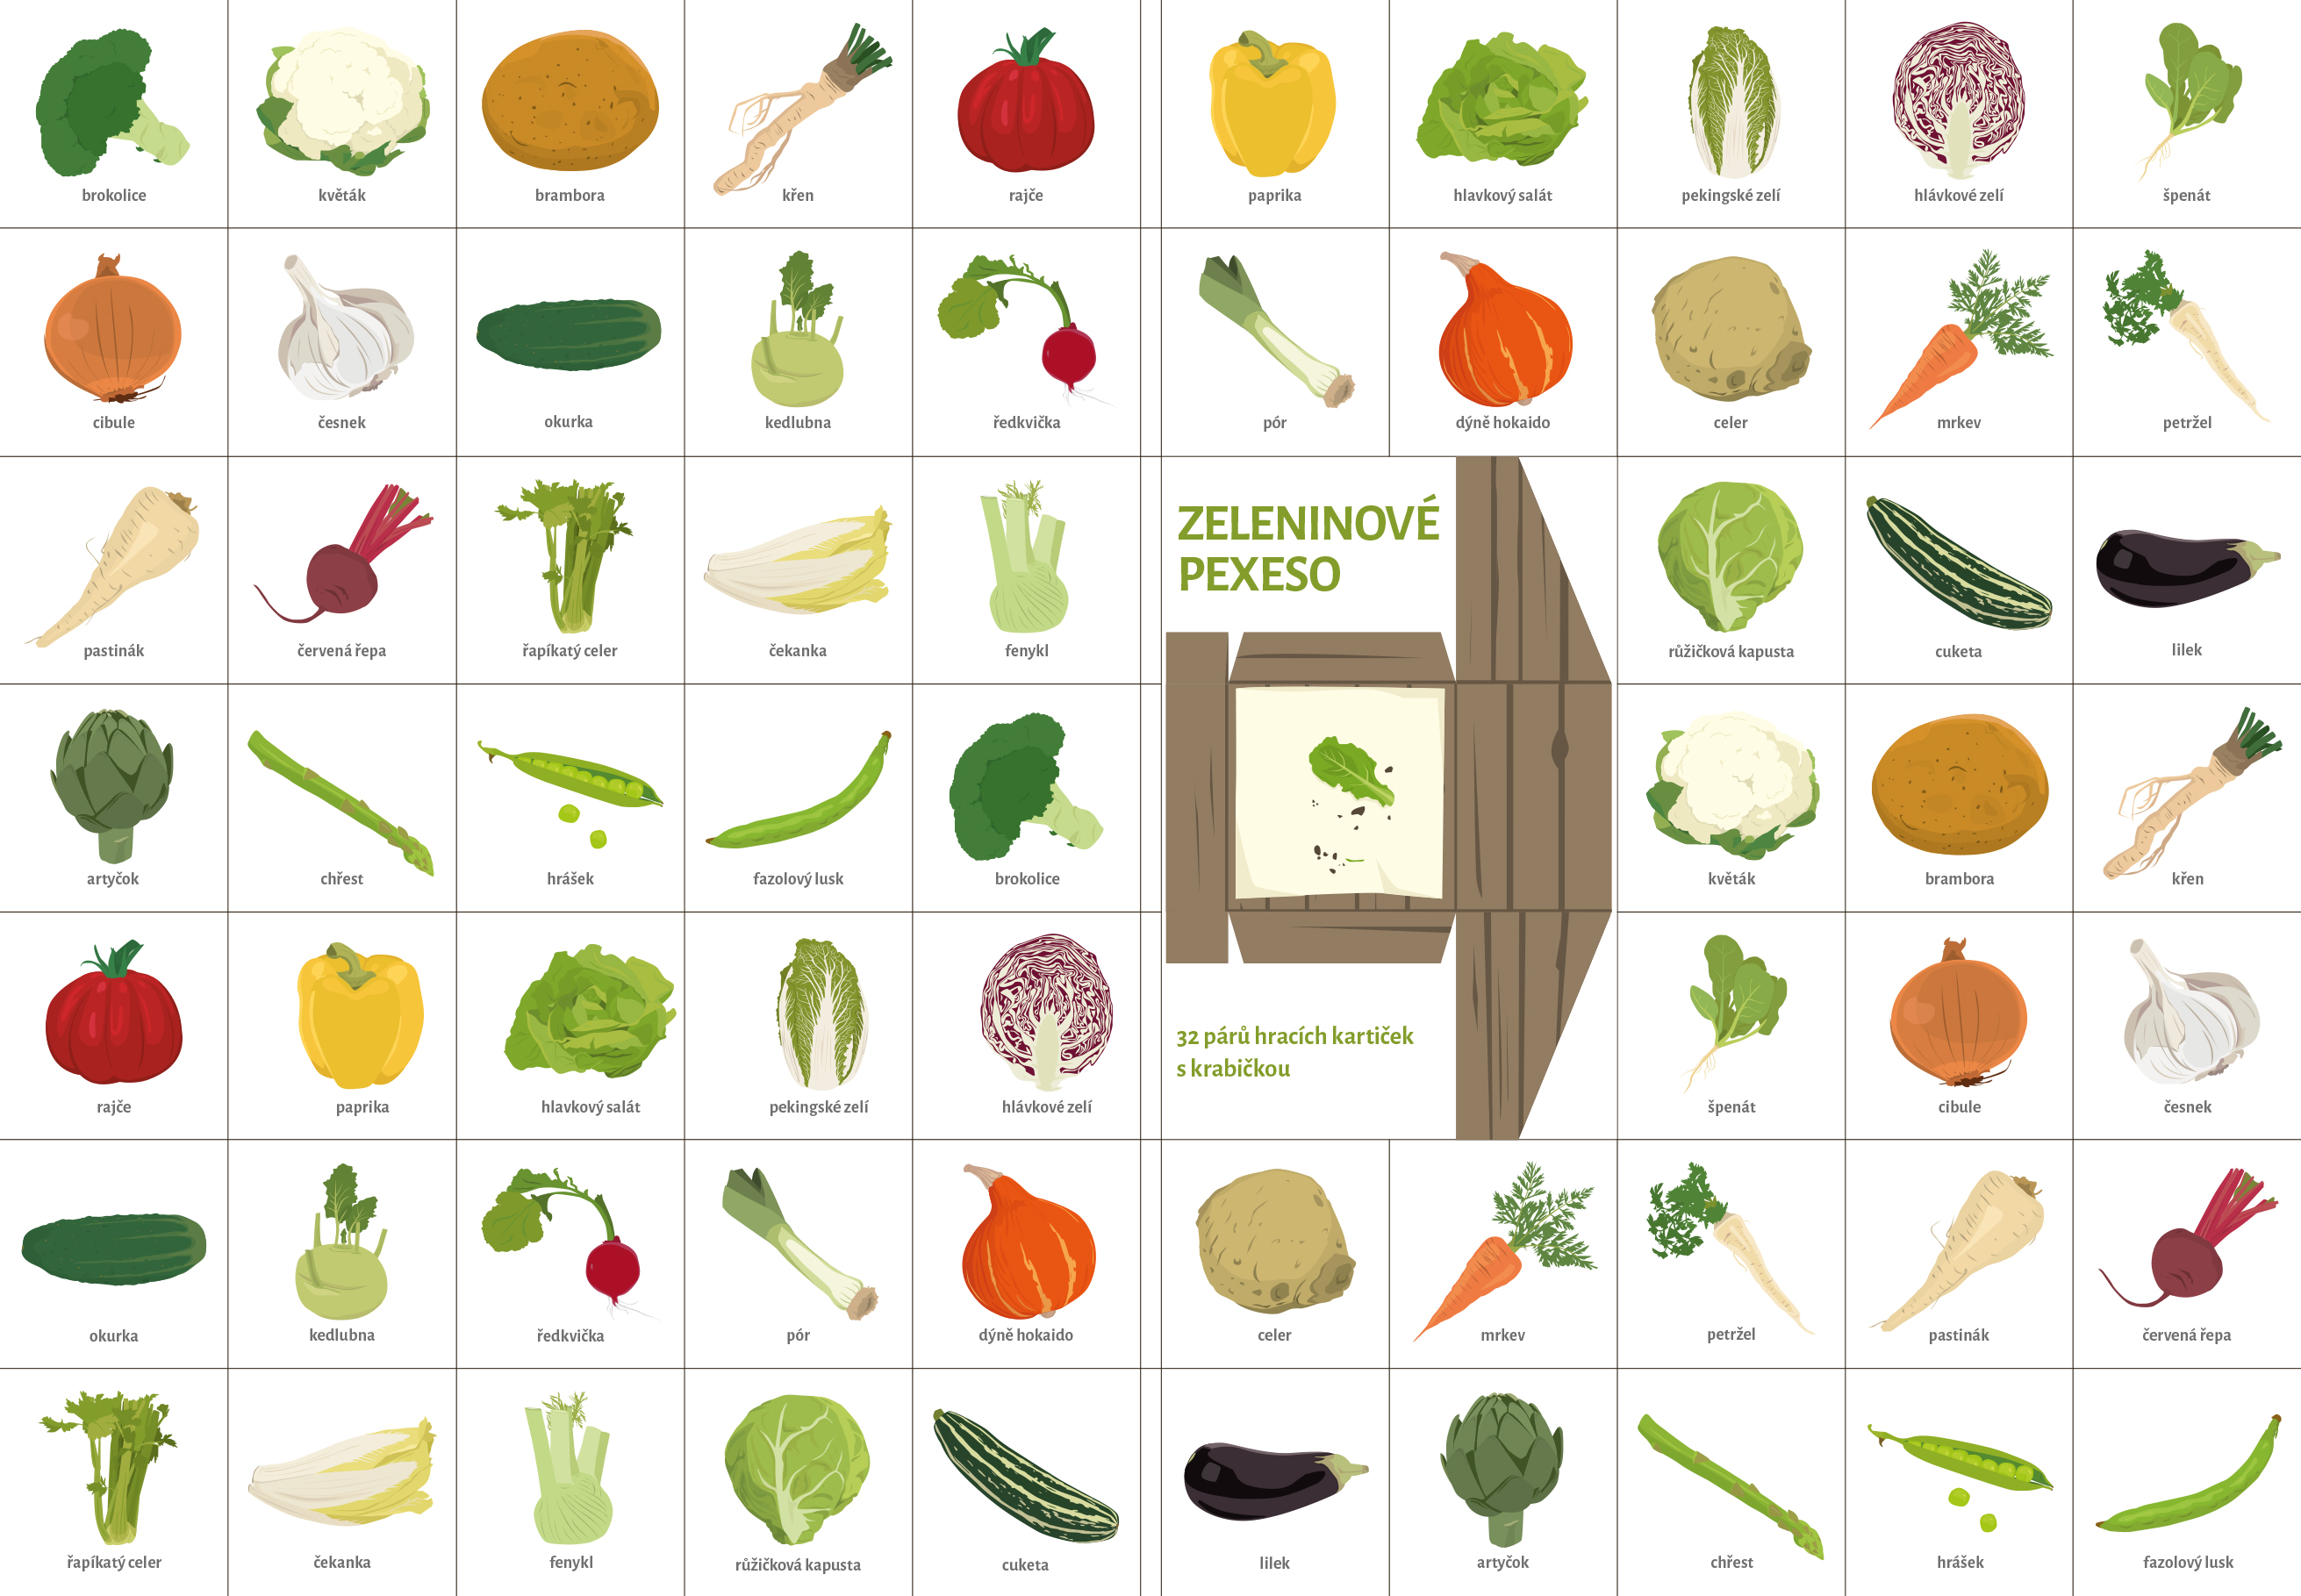 brokolice
květák
brambora
křen
rajče
paprika
hlavkový salát
pekingské zelí
hlávkové zelí
špenát
cibule
česnek
okurka
kedlubna
ředkvička
pór
dýně hokaido
celer
mrkev
petržel
ZELENINOVÉ
PEXESO
pastinák
červená řepa
řapíkatý celer
čekanka
fenykl
růžičková kapusta
cuketa
lilek
artyčok
chřest
hrášek
fazolový lusk
brokolice
květák
brambora
křen
32 párů hracích kartiček
s krabičkou
rajče
paprika
hlavkový salát
pekingské zelí
hlávkové zelí
špenát
cibule
česnek
okurka
kedlubna
ředkvička
pór
dýně hokaido
celer
mrkev
petržel
pastinák
červená řepa
řapíkatý celer
čekanka
fenykl
růžičková kapusta
cuketa
lilek
artyčok
chřest
hrášek
fazolový lusk